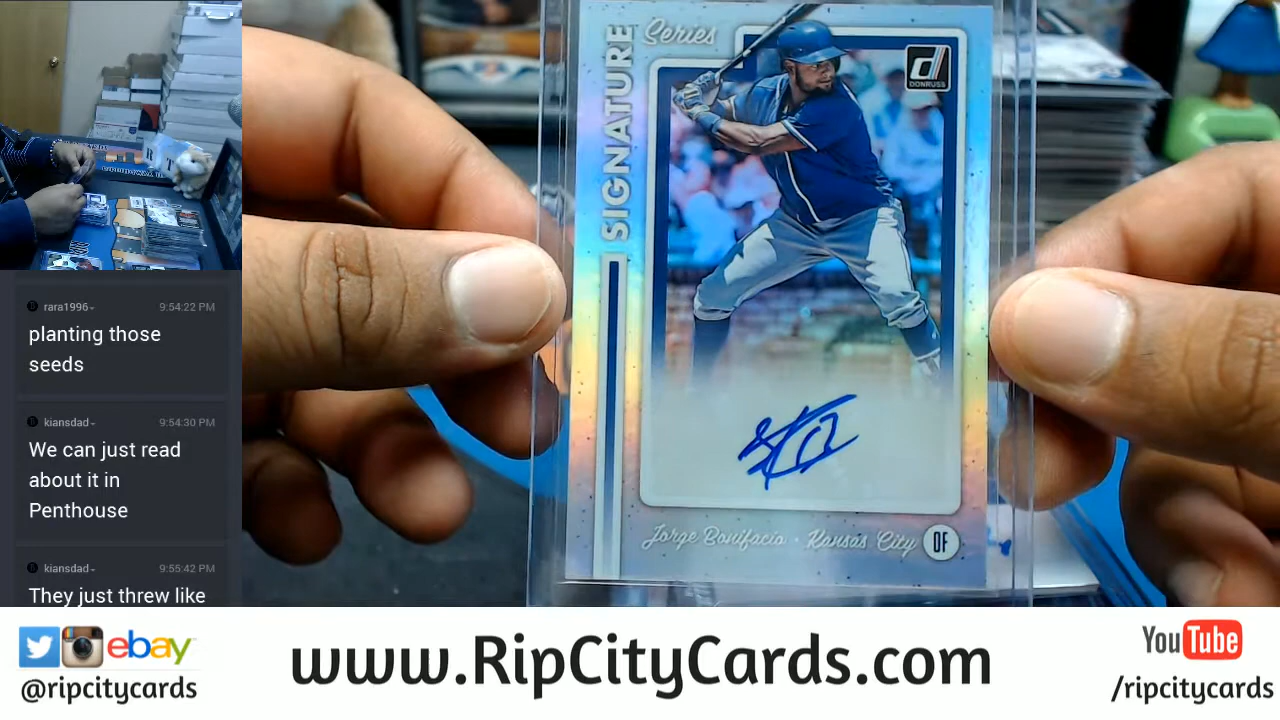 SIGNATURE
Series
DONRUSS
Jorge Bonifacio • Kansas City
OF
rara1996
9:54:22 PM
planting those
seeds
kiansdad
9:54:30 PM
We can just read
about it in
Penthouse
kiansdad
9:55:42 PM
They just threw like
ebay
@ripcitycards
www.RipCityCards.com
YouTube
/ripcitycards